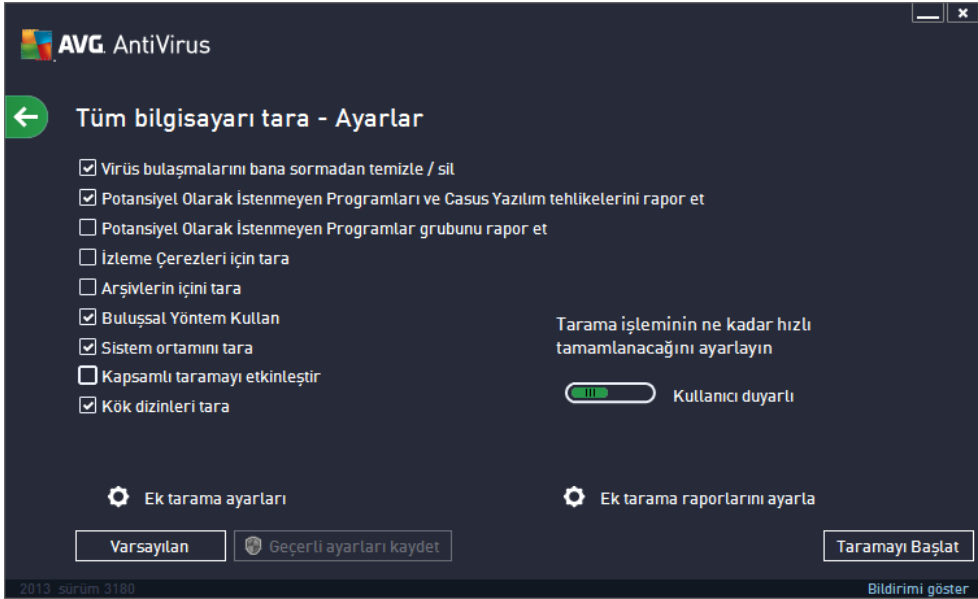 AVG. AntiVirus
Tüm bilgisayarı tara - Ayarlar
Virüs bulaşmalarını bana sormadan temizle / sil
Potansiyel Olarak İstenmeyen Programları ve Casus Yazılım tehlikelerini rapor et
Potansiyel Olarak İstenmeyen Programlar grubunu rapor et
İzleme Çerezleri için tara
Arşivlerin içini tara
Buluşsal Yöntem Kullan
Sistem ortamını tara
Kapsamlı taramayı etkinleştir
Kök dizinleri tara
Tarama işleminin ne kadar hızlı
tamamlanacağını ayarlayın
Kullanıcı duyarlı
Ek tarama ayarları
Ek tarama raporlarını ayarla
Varsayılan
Geçerli ayarları kaydet
Taramayı Başlat
2013 sürüm 3180
Bildirimi göster